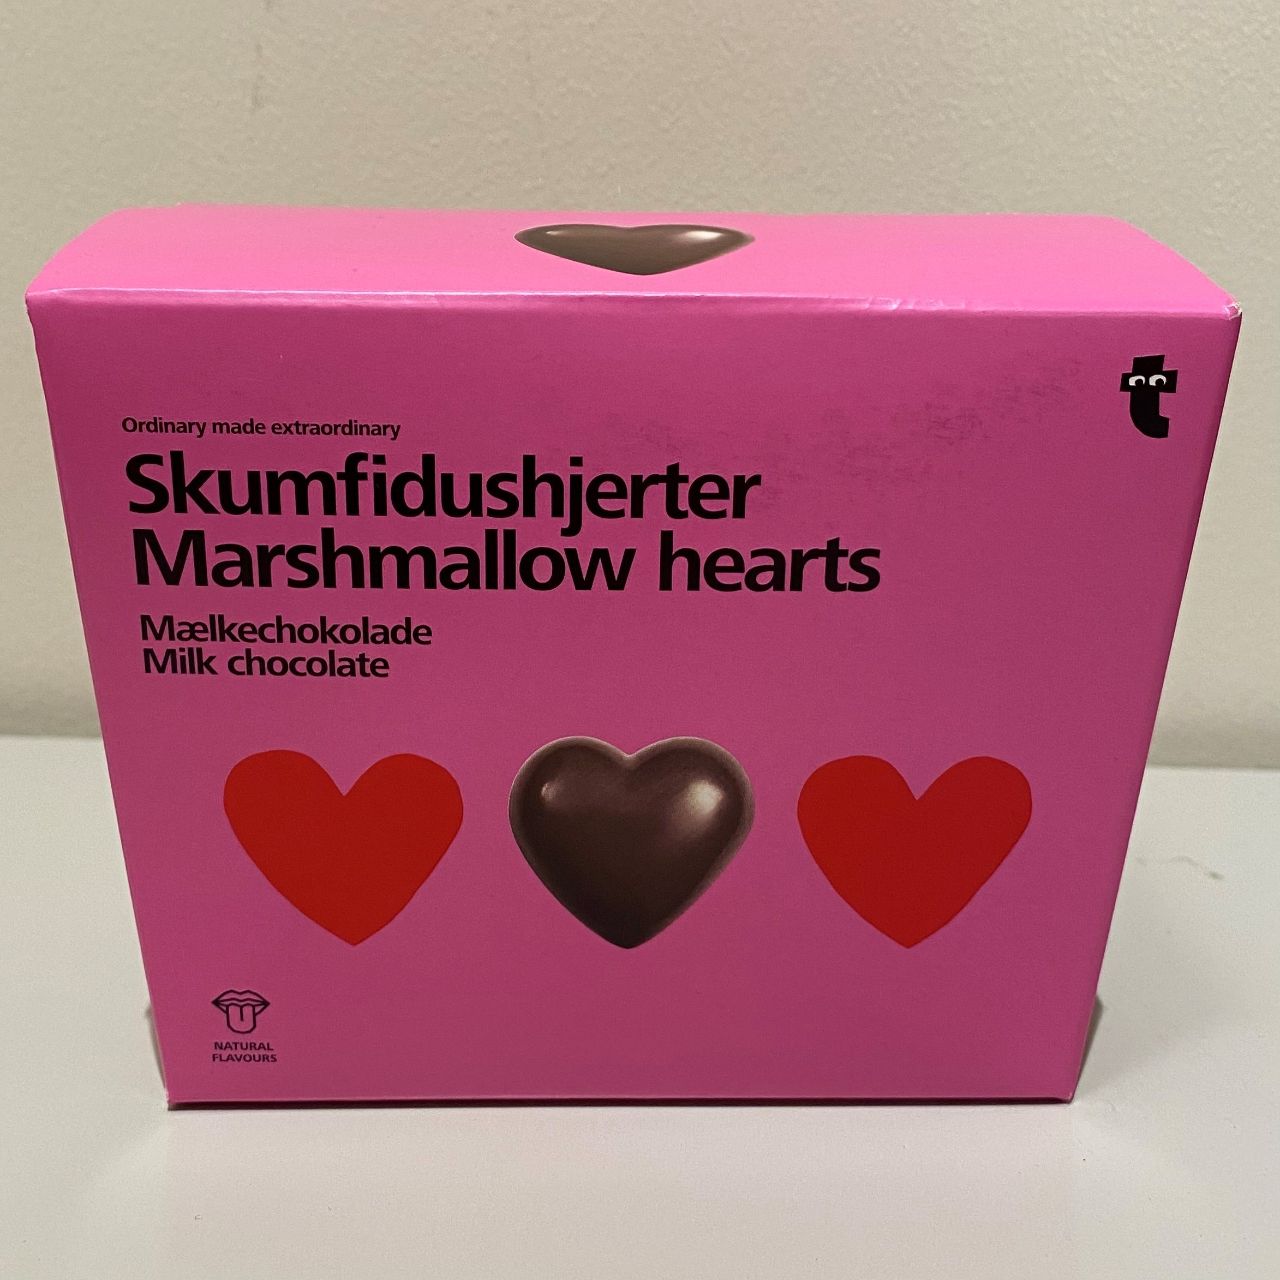 Ordinary made extraordinary
Skumfidushjerter
Marshmallow hearts
Mælkechokolade
Milk chocolate
t
NATURAL
FLAVOURS